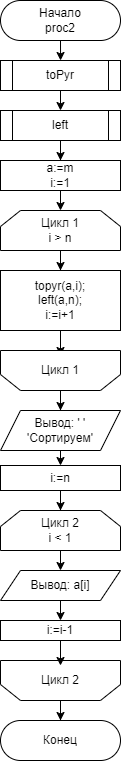 Начало
proc2
toPyr
left
a:=m
i:=1
Цикл 1
i > n
topyr(a,i);
left(a,n);
i:=i+1
Цикл 1
Вывод: ' '
'Сортируем'
i:=n
Цикл 2
i < 1
Вывод: a[i]
i:=i-1
Цикл 2
Конец